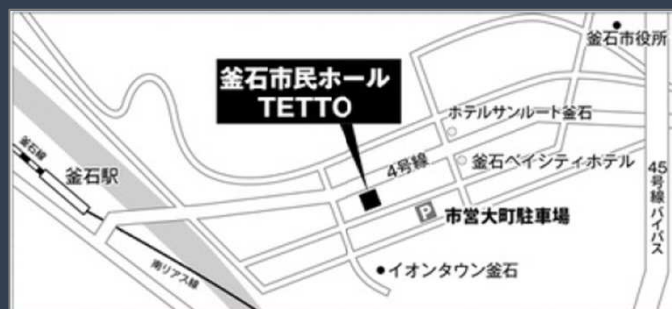 釜石市役所
釜石市民ホール
TETTO
ホテルサンルート釜石
釜石線
釜石駅
4号線
釜石ベイシティホテル
45号線バイパス
P
市営大町駐車場
南リアス線
イオンタウン釜石